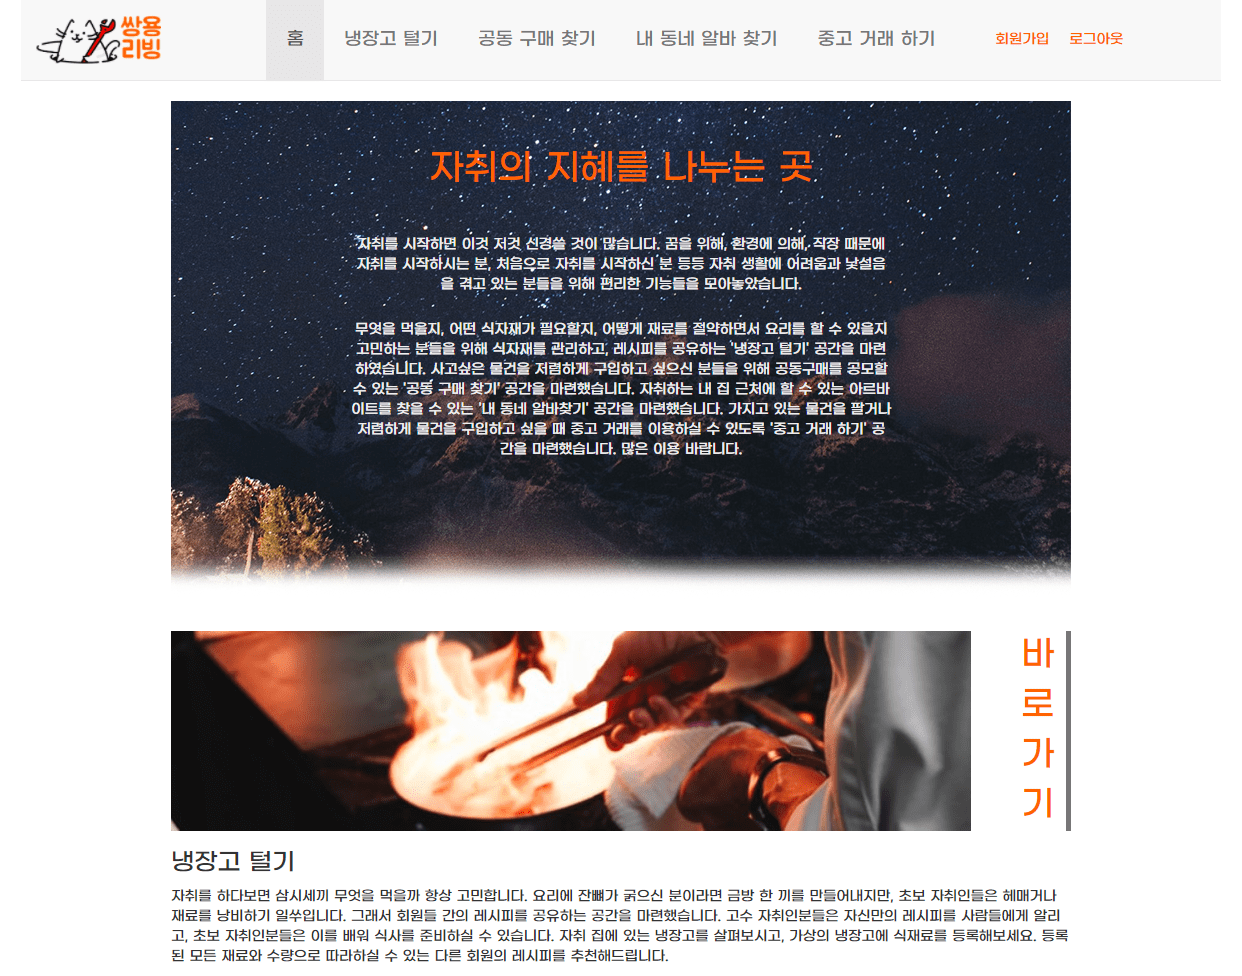 쌍용
리빙
홈 냉장고 털기 공동 구매 찾기 내 동네 알바 찾기 중고 거래 하기 회원가입 로그아웃
자취의 지혜를 나누는 곳
자취를 시작하면 이것 저것 신경쓸 것이 많습니다. 꿈을 위해, 환경에 의해, 직장 때문에
자취를 시작하시는 분, 처음으로 자취를 시작하신 분 등등 자취 생활에 어려움과 낯설음
을 겪고 있는 분들을 위해 편리한 기능들을 모아놓았습니다.
무엇을 먹을지, 어떤 식자재가 필요할지, 어떻게 재료를 절약하면서 요리를 할 수 있을지
고민하는 분들을 위해 식자재를 관리하고, 레시피를 공유하는 '냉장고 털기' 공간을 마련
하였습니다. 사고싶은 물건을 저렴하게 구입하고 싶으신 분들을 위해 공동구매를 공모할
수 있는 '공동 구매 찾기' 공간을 마련했습니다. 자취하는 내 집 근처에 할 수 있는 아르바
이트를 찾을 수 있는 '내 동네 알바찾기' 공간을 마련했습니다. 가지고 있는 물건을 팔거나
저렴하게 물건을 구입하고 싶을 때 중고 거래를 이용하실 수 있도록 '중고 거래 하기' 공
간을 마련했습니다. 많은 이용 바랍니다.
바
로
가
기
냉장고 털기
자취를 하다보면 삼시세끼 무엇을 먹을까 항상 고민합니다. 요리에 잔뼈가 굵으신 분이라면 금방 한 끼를 만들어내지만, 초보 자취인들은 헤매거나
재료를 낭비하기 일쑤입니다. 그래서 회원들 간의 레시피를 공유하는 공간을 마련했습니다. 고수 자취인분들은 자신만의 레시피를 사람들에게 알리
고, 초보 자취인분들은 이를 배워 식사를 준비하실 수 있습니다. 자취 집에 있는 냉장고를 살펴보시고, 가상의 냉장고에 식재료를 등록해보세요. 등록
된 모든 재료와 수량으로 따라하실 수 있는 다른 회원의 레시피를 추천해드립니다.